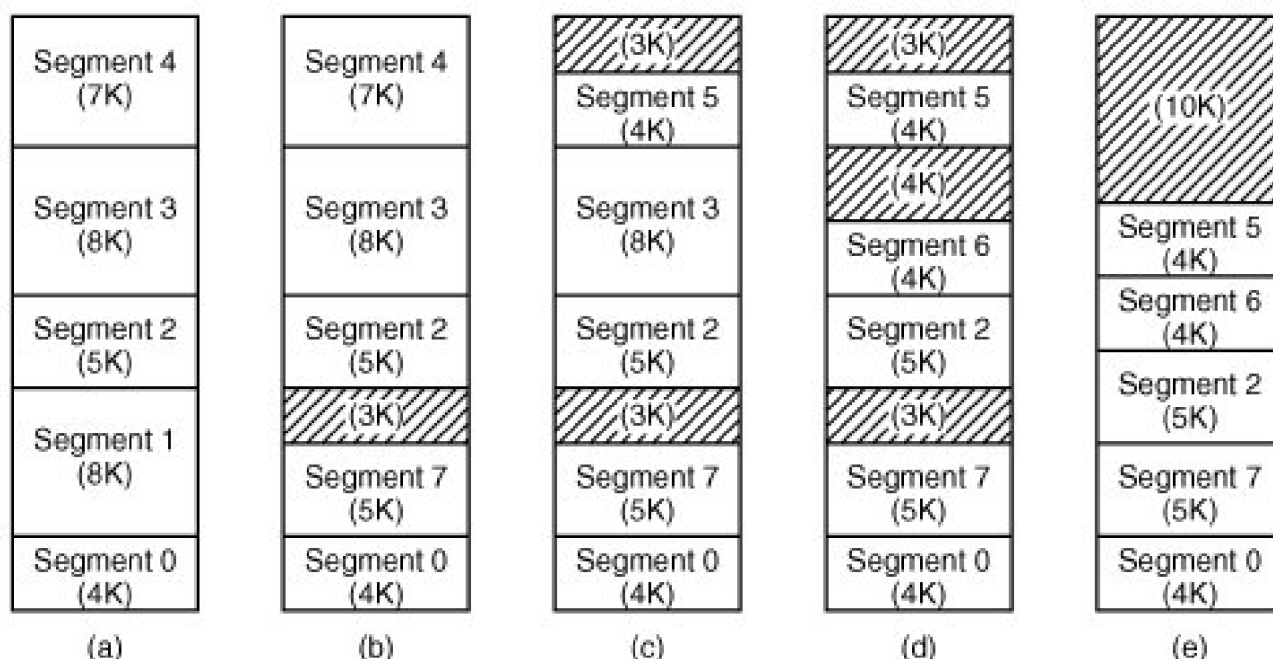 Segment 4
(7K)
Segment 3
(8K)
Segment 2
(5K)
Segment 1
(8K)
Segment 0
(4K)
(a)
Segment 4
(7K)
Segment 3
(8K)
Segment 2
(5K)
(3K)
Segment 7
(5K)
Segment 0
(4K)
(b)
(3K)
Segment 5
(4K)
Segment 3
(8K)
Segment 2
(5K)
(3K)
Segment 7
(5K)
Segment 0
(4K)
(c)
(3K)
Segment 5
(4K)
(4K)
Segment 6
(4K)
Segment 2
(5K)
(3K)
Segment 7
(5K)
Segment 0
(4K)
(d)
(10K)
Segment 5
(4K)
Segment 6
(4K)
Segment 2
(5K)
Segment 7
(5K)
Segment 0
(4K)
(e)